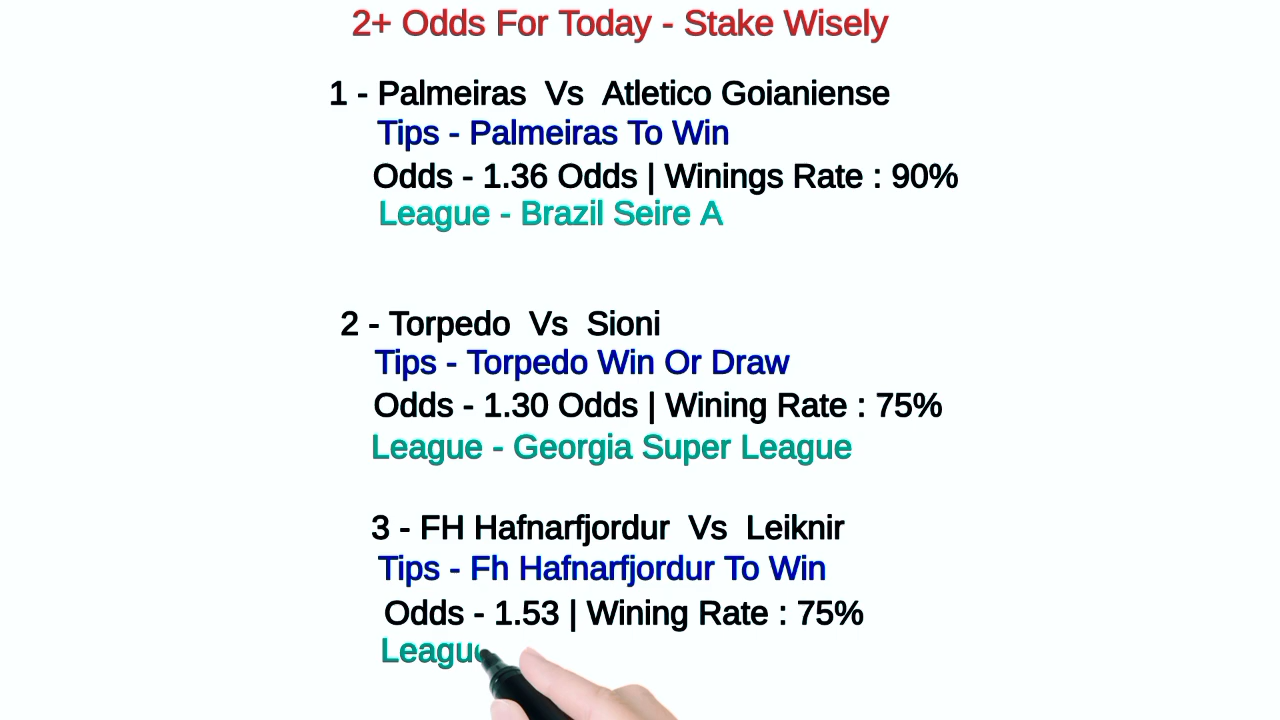 2+ Odds For Today - Stake Wisely
1 - Palmeiras Vs Atletico Goianiense
Tips - Palmeiras To Win
Odds - 1.36 Odds | Winings Rate : 90%
League - Brazil Seire A
2 - Torpedo Vs Sioni
Tips - Torpedo Win Or Draw
Odds - 1.30 Odds | Wining Rate : 75%
League - Georgia Super League
3 - FH Hafnarfjordur Vs Leiknir
Tips - Fh Hafnarfjordur To Win
Odds - 1.53 | Wining Rate : 75%
League